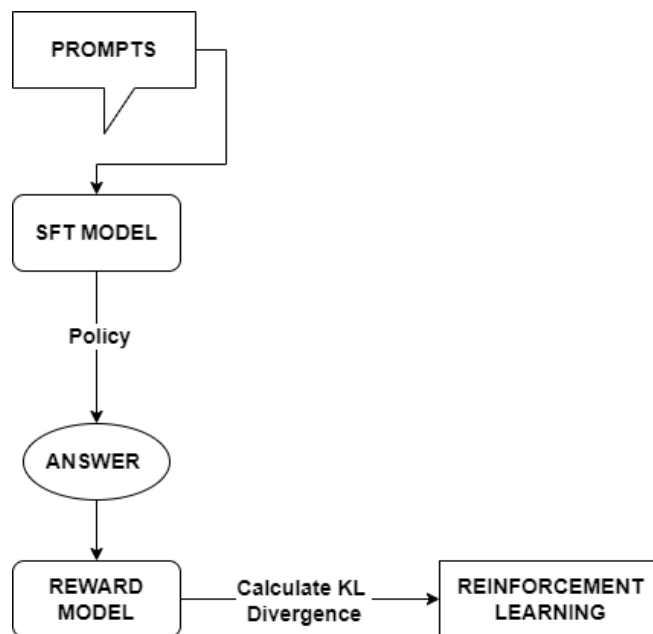 PROMPTS
SFT MODEL
Policy
ANSWER
REWARD
MODEL
Calculate KL
Divergence
REINFORCEMENT
LEARNING